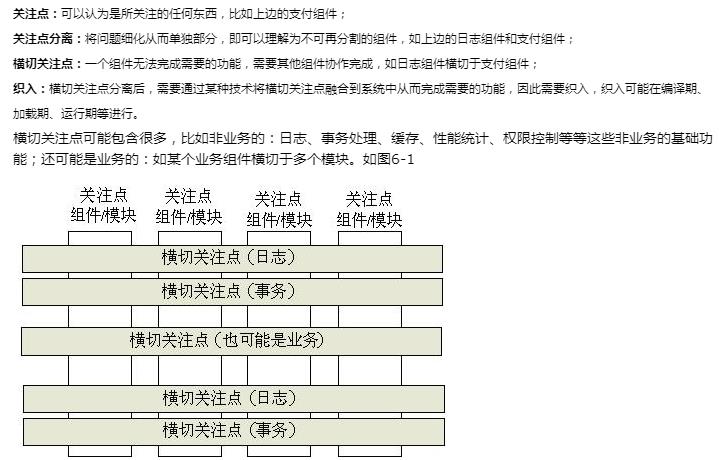 关注点：可以认为是所关注的任何东西，比如上边的支付组件；
关注点分离：将问题细化从而单独部分，即可以理解为不可再分割的组件，如上边的日志组件和支付组件；
横切关注点：一个组件无法完成需要的功能，需要其他组件协作完成，如日志组件横切于支付组件；
织入：横切关注点分离后，需要通过某种技术将横切关注点融合到系统中从而完成需要的功能，因此需要织入，织入可能在编译期、
加载期、运行期等进行。
横切关注点可能包含很多，比如非业务的：日志、事务处理、缓存、性能统计、权限控制等等这些非业务的基础功
能；还可能是业务的：如某个业务组件横切于多个模块。如图6-1
关注点 关注点 关注点 关注点
组件/模块 组件/模块 组件/模块 组件/模块
横切关注点（日志）
横切关注点（事务）
横切关注点（也可能是业务）
横切关注点（日志）
横切关注点（事务）